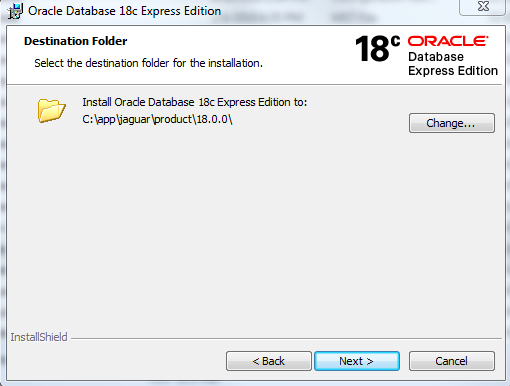 Oracle Database 18c Express Edition
Destination Folder
Select the destination folder for the installation.
18c ORACLE
Database
Express Edition
Install Oracle Database 18c Express Edition to:
C:\app\jaguar\product\18.0.0\
Change...
InstallShield
< Back
Next >
Cancel